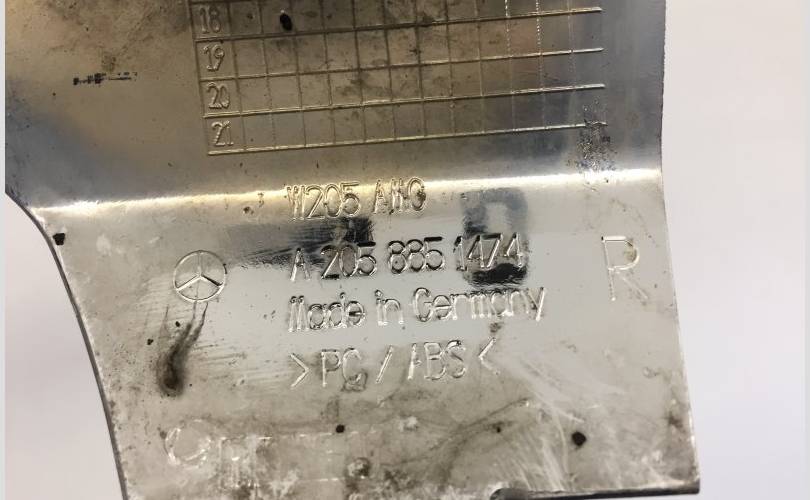 18
19
20
21
W205 AMG
A 205 885 1474
R
Made in Germany
>PC / ABS<